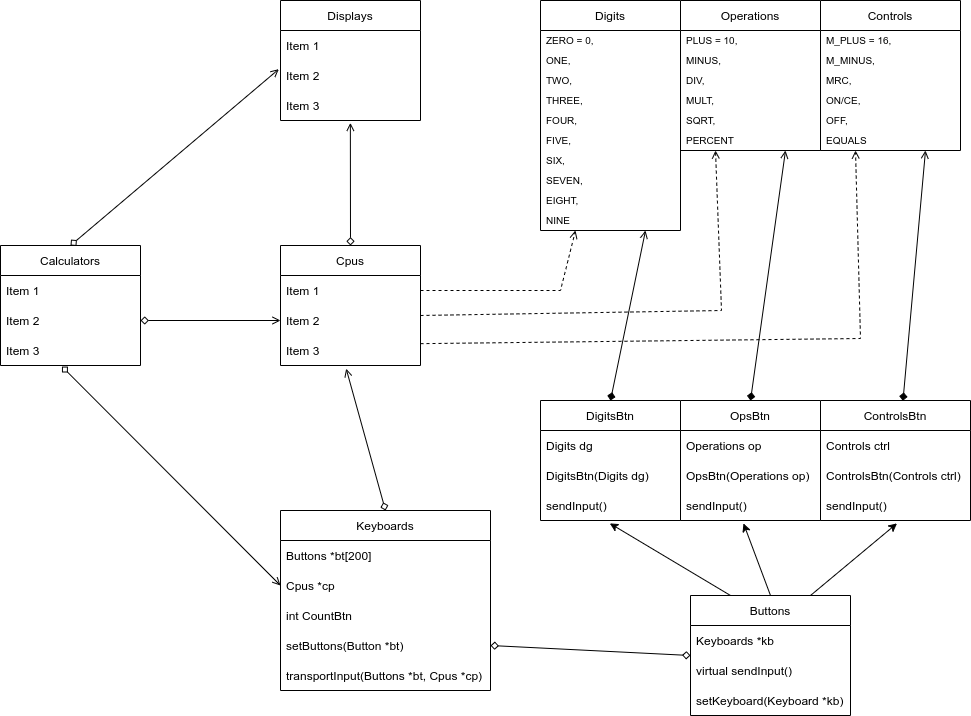 Displays
Item 1
Item 2
Item 3
Digits
ZERO = 0,
ONE,
TWO,
THREE,
FOUR,
FIVE,
SIX,
SEVEN,
EIGHT,
NINE
Operations
PLUS = 10,
MINUS,
DIV,
MULT,
SQRT,
PERCENT
Controls
M_PLUS = 16,
M_MINUS,
MRC,
ON/CE,
OFF,
EQUALS
Calculators
Item 1
Item 2
Item 3
Cpus
Item 1
Item 2
Item 3
DigitsBtn
Digits dg
DigitsBtn(Digits dg)
sendInput()
OpsBtn
Operations op
OpsBtn(Operations op)
sendInput()
ControlsBtn
Controls ctrl
ControlsBtn(Controls ctrl)
sendInput()
Keyboards
Buttons *bt[200]
Cpus *cp
int CountBtn
setButtons(Button *bt)
transportInput(Buttons *bt, Cpus *cp)
Buttons
Keyboards *kb
virtual sendInput()
setKeyboard(Keyboard *kb)